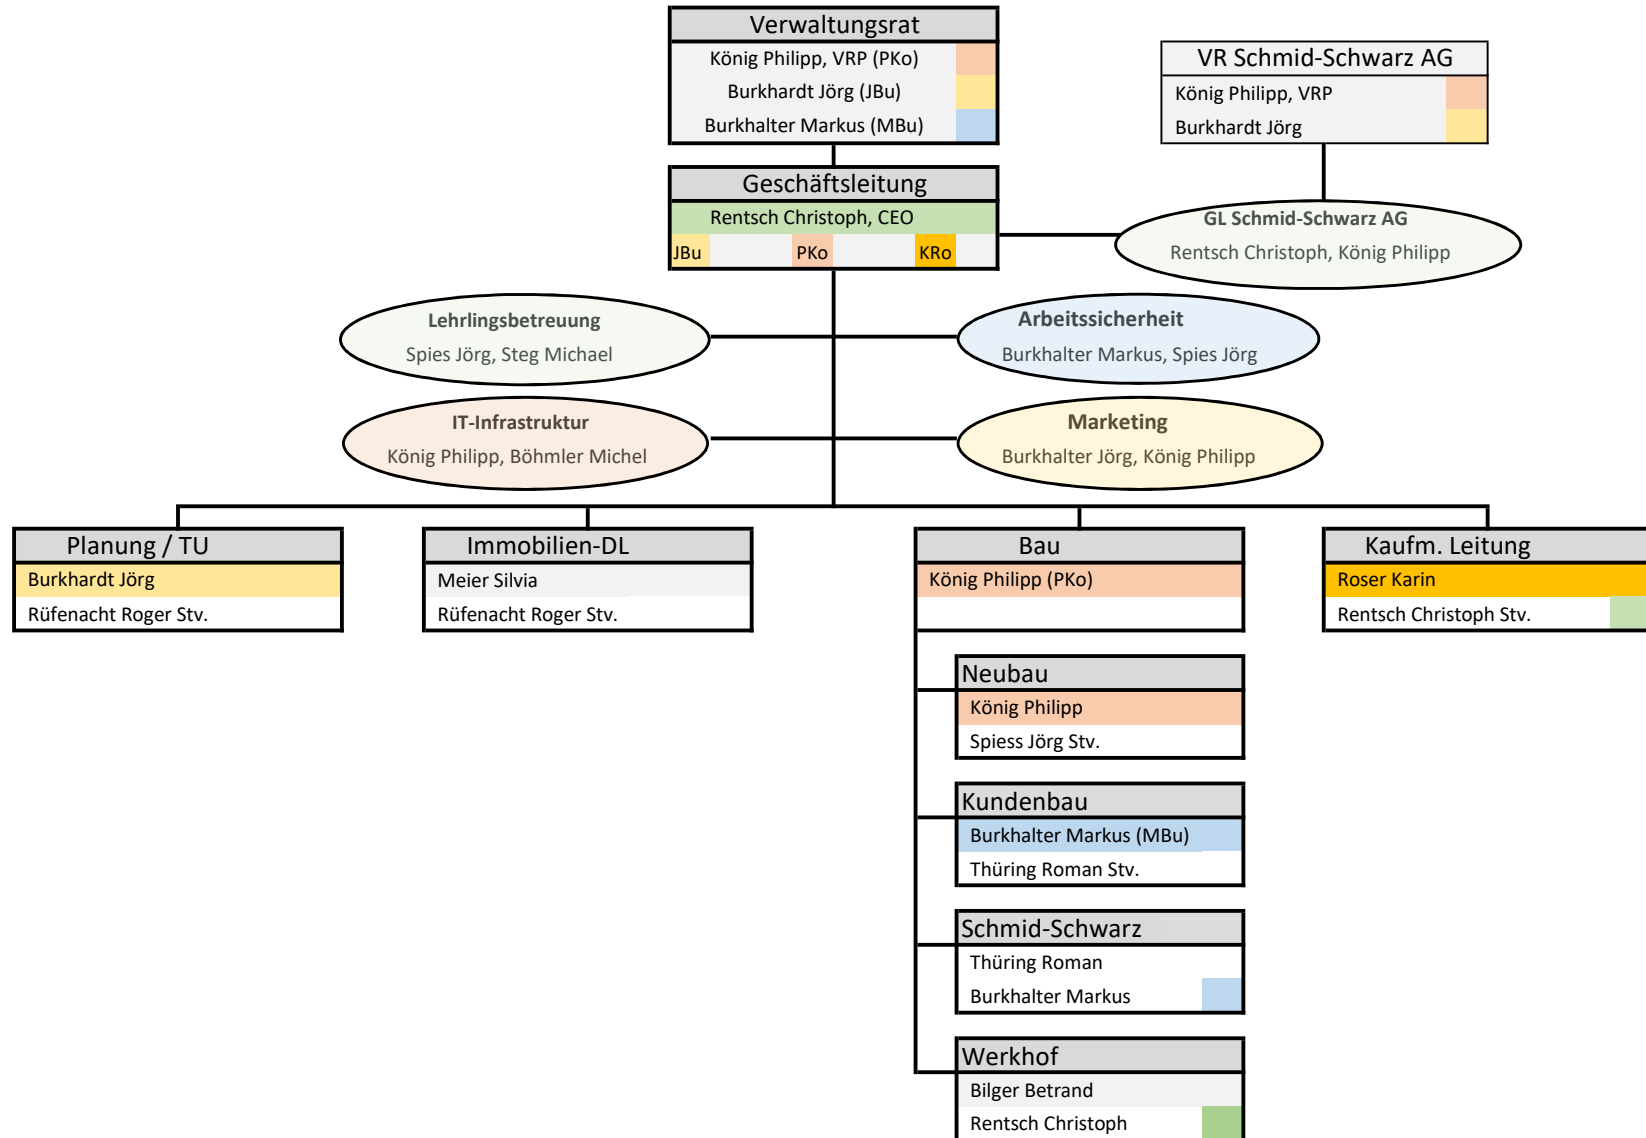 Verwaltungsrat
König Philipp, VRP (PKo)
Burkhardt Jörg (JBu)
Burkhalter Markus (MBu)
VR Schmid-Schwarz AG
König Philipp, VRP
Burkhardt Jörg
Geschäftsleitung
Rentsch Christoph, CEO
JBu PKo KRo
GL Schmid-Schwarz AG
Rentsch Christoph, König Philipp
Lehrlingsbetreuung
Spies Jörg, Steg Michael
Arbeitssicherheit
Burkhalter Markus, Spies Jörg
IT-Infrastruktur
König Philipp, Böhmler Michel
Marketing
Burkhalter Jörg, König Philipp
Planung / TU
Burkhardt Jörg
Rüfenacht Roger Stv.
Immobilien-DL
Meier Silvia
Rüfenacht Roger Stv.
Bau
König Philipp (PKo)
Kaufm. Leitung
Roser Karin
Rentsch Christoph Stv.
Neubau
König Philipp
Spiess Jörg Stv.
Kundenbau
Burkhalter Markus (MBu)
Thüring Roman Stv.
Schmid-Schwarz
Thüring Roman
Burkhalter Markus
Werkhof
Bilger Betrand
Rentsch Christoph